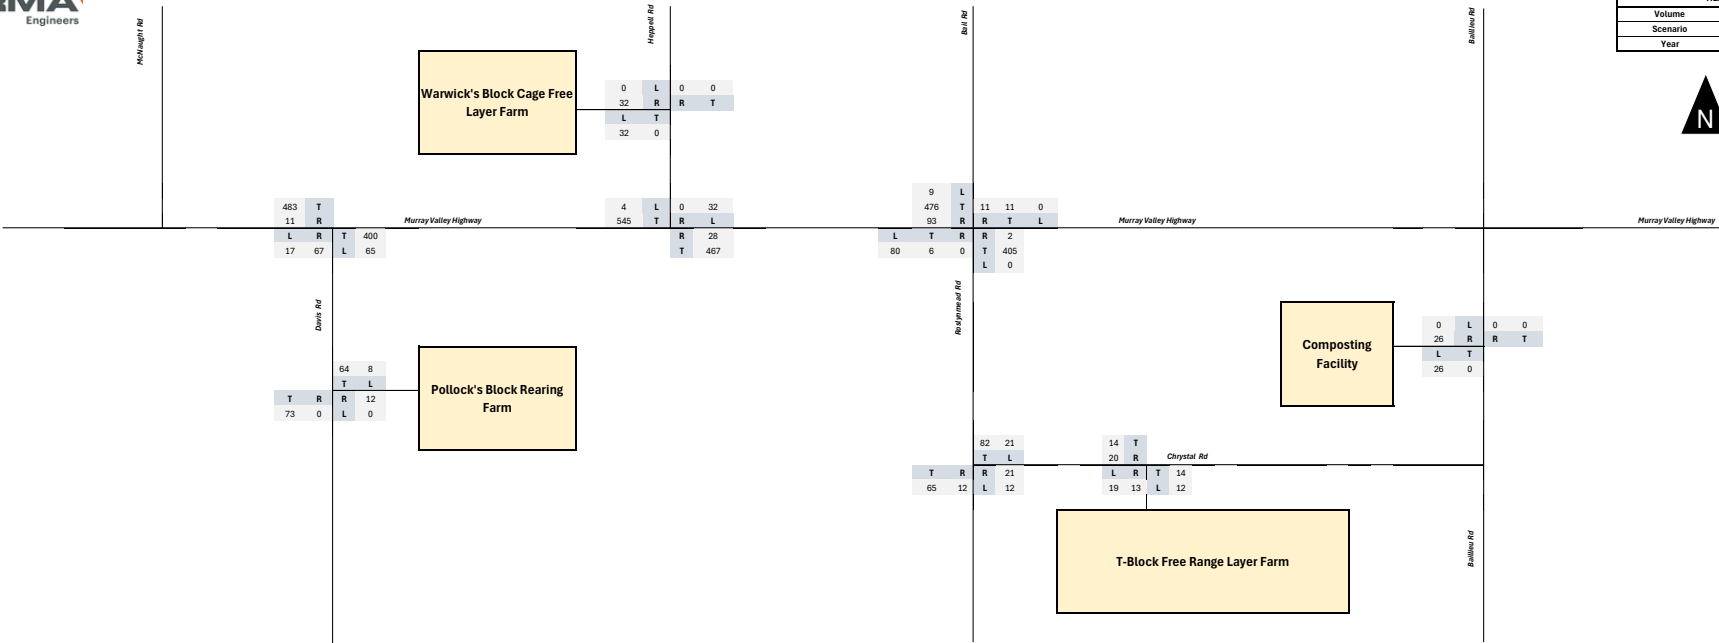 Engineers
McNaught Rd
Heppell Rd
Ball Rd
Baillieu Rd
Volume
Scenario
Year
N
Warwick's Block Cage Free
Layer Farm
0 L 0 0
32 R R T
L T
32 0
483 T
11 R
L R T 400
17 67 L 65
Murray Valley Highway
4 L 0 32
545 T R L
R 28
T 467
9 L
476 T 11 11 0
93 R R T L
L T R R 2
80 6 0 T 405
L 0
Murray Valley Highway
Murray Valley Highway
Davis Rd
Roslynmead Rd
64 8
T L
T R R 12
73 0 L 0
Pollock's Block Rearing
Farm
Composting
Facility
0 L 0 0
26 R R T
L T
26 0
82 21
T L
T R R 21
65 12 L 12
14 T
20 R
L R T 14
19 13 L 12
Chrystal Rd
T-Block Free Range Layer Farm
Baillieu Rd